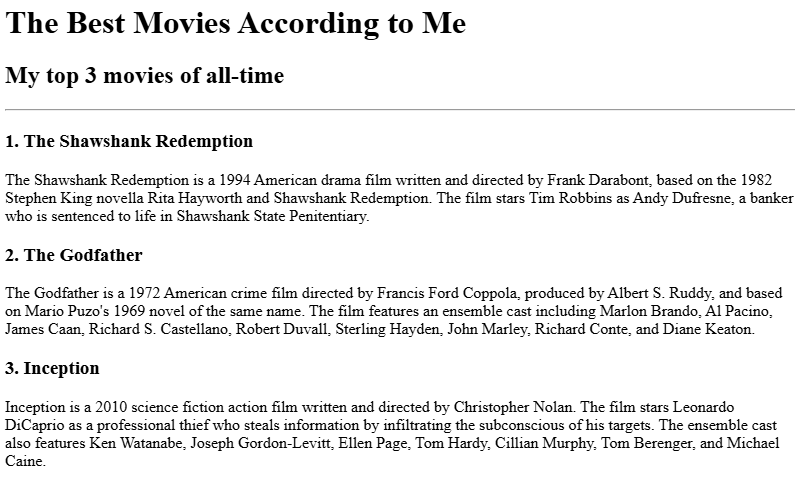 The Best Movies According to Me
My top 3 movies of all-time
1. The Shawshank Redemption
The Shawshank Redemption is a 1994 American drama film written and directed by Frank Darabont, based on the 1982
Stephen King novella Rita Hayworth and Shawshank Redemption. The film stars Tim Robbins as Andy Dufresne, a banker
who is sentenced to life in Shawshank State Penitentiary.
2. The Godfather
The Godfather is a 1972 American crime film directed by Francis Ford Coppola, produced by Albert S. Ruddy, and based
on Mario Puzo's 1969 novel of the same name. The film features an ensemble cast including Marlon Brando, Al Pacino,
James Caan, Richard S. Castellano, Robert Duvall, Sterling Hayden, John Marley, Richard Conte, and Diane Keaton.
3. Inception
Inception is a 2010 science fiction action film written and directed by Christopher Nolan. The film stars Leonardo
DiCaprio as a professional thief who steals information by infiltrating the subconscious of his targets. The ensemble cast
also features Ken Watanabe, Joseph Gordon-Levitt, Ellen Page, Tom Hardy, Cillian Murphy, Tom Berenger, and Michael
Caine.